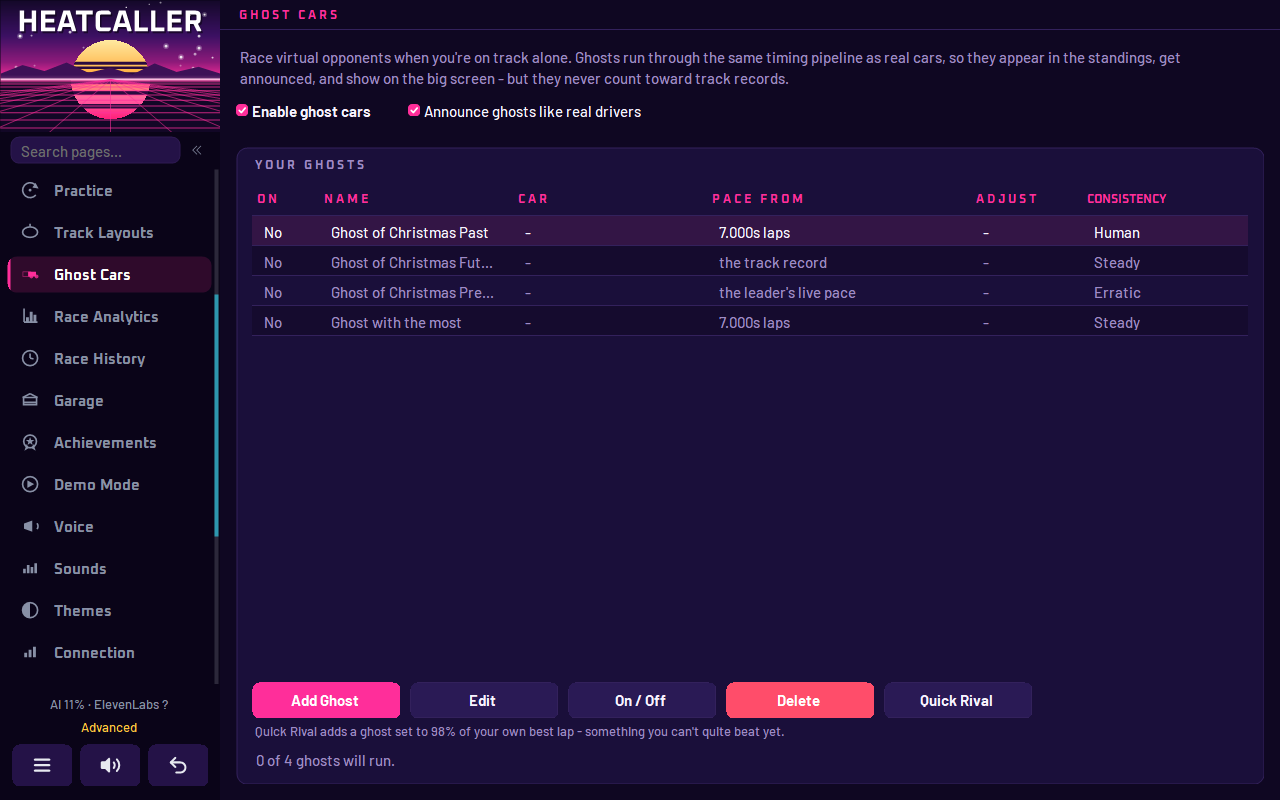 HEATCALLER
GHOST CARS
Race virtual opponents when you're on track alone. Ghosts run through the same timing pipeline as real cars, so they appear in the standings, get
announced, and show on the big screen - but they never count toward track records.
Enable ghost cars
Announce ghosts like real drivers
Search pages...
Practice
Track Layouts
Ghost Cars
Race Analytics
Race History
Garage
Achievements
Demo Mode
Voice
Sounds
Themes
Connection
AI 11% · ElevenLabs ?
Advanced
YOUR GHOSTS
ON NAME CAR PACE FROM ADJUST CONSISTENCY
No Ghost of Christmas Past - 7.000s laps - Human
No Ghost of Christmas Fut... - the track record - Steady
No Ghost of Christmas Pre... - the leader's live pace - Erratic
No Ghost with the most - 7.000s laps - Steady
Add Ghost Edit On / Off Delete Quick Rival
Quick Rival adds a ghost set to 98% of your own best lap - something you can't quite beat yet.
0 of 4 ghosts will run.